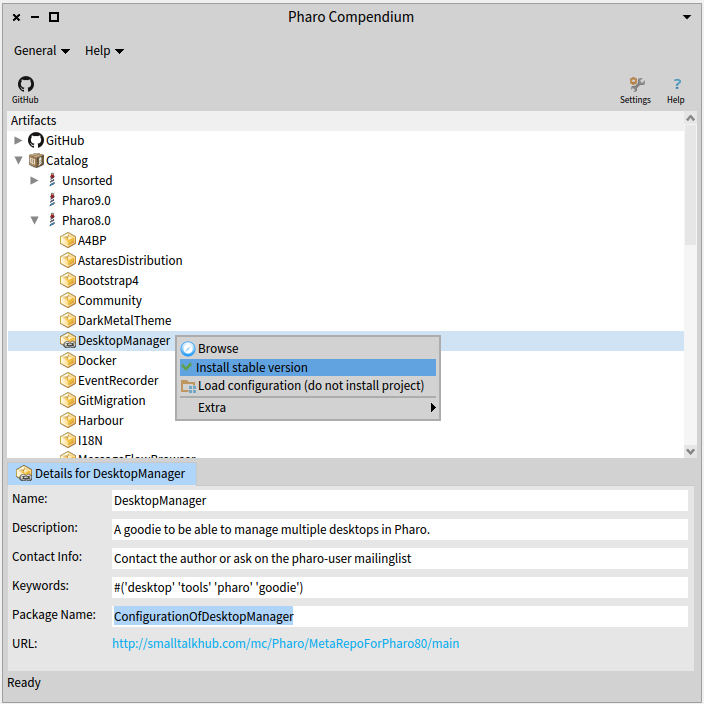 Pharo Compendium
General Help
GitHub Settings ? Help
Artifacts
GitHub
Catalog
Unsorted
Pharo9.0
Pharo8.0
A4BP
AstaresDistribution
Bootstrap4
Community
DarkMetalTheme
DesktopManager
Browse
Docker
Install stable version
EventRecorder
Load configuration (do not install project)
GitMigration
Extra
Harbour
I18N
MessageFlowBrowser
Details for DesktopManager
Name: DesktopManager
Description: A goodie to be able to manage multiple desktops in Pharo.
Contact Info: Contact the author or ask on the pharo-user mailinglist
Keywords: #('desktop' 'tools' 'pharo' 'goodie')
Package Name: ConfigurationOfDesktopManager
URL: http://smalltalkhub.com/mc/Pharo/MetaRepoForPharo80/main
Ready